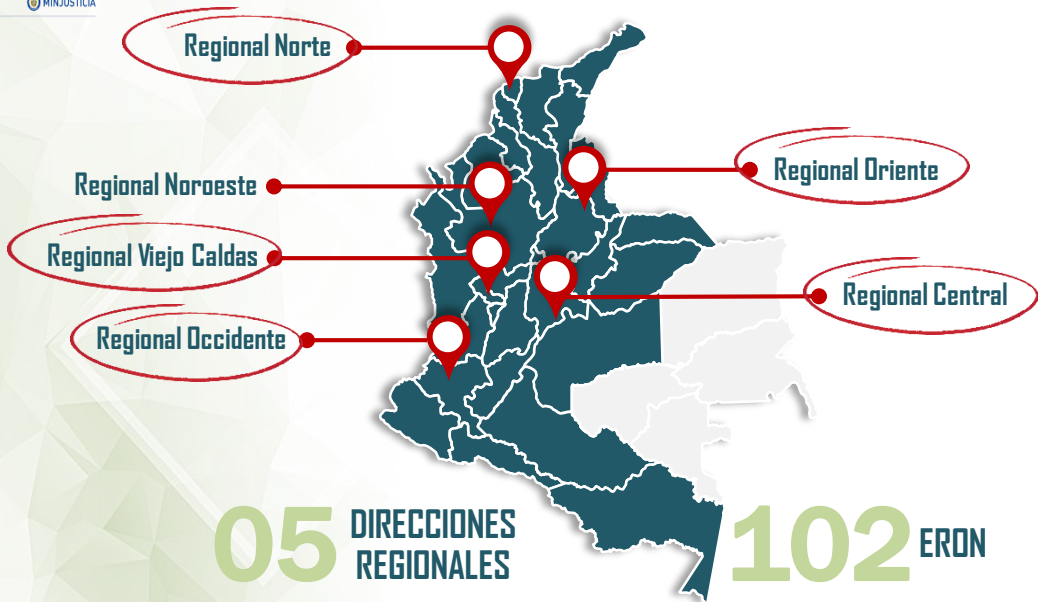 MINJUSTICIA
Regional Norte
Regional Noroeste
Regional Oriente
Regional Viejo Caldas
Regional Central
Regional Occidente
05 DIRECCIONES
REGIONALES
102 ERON